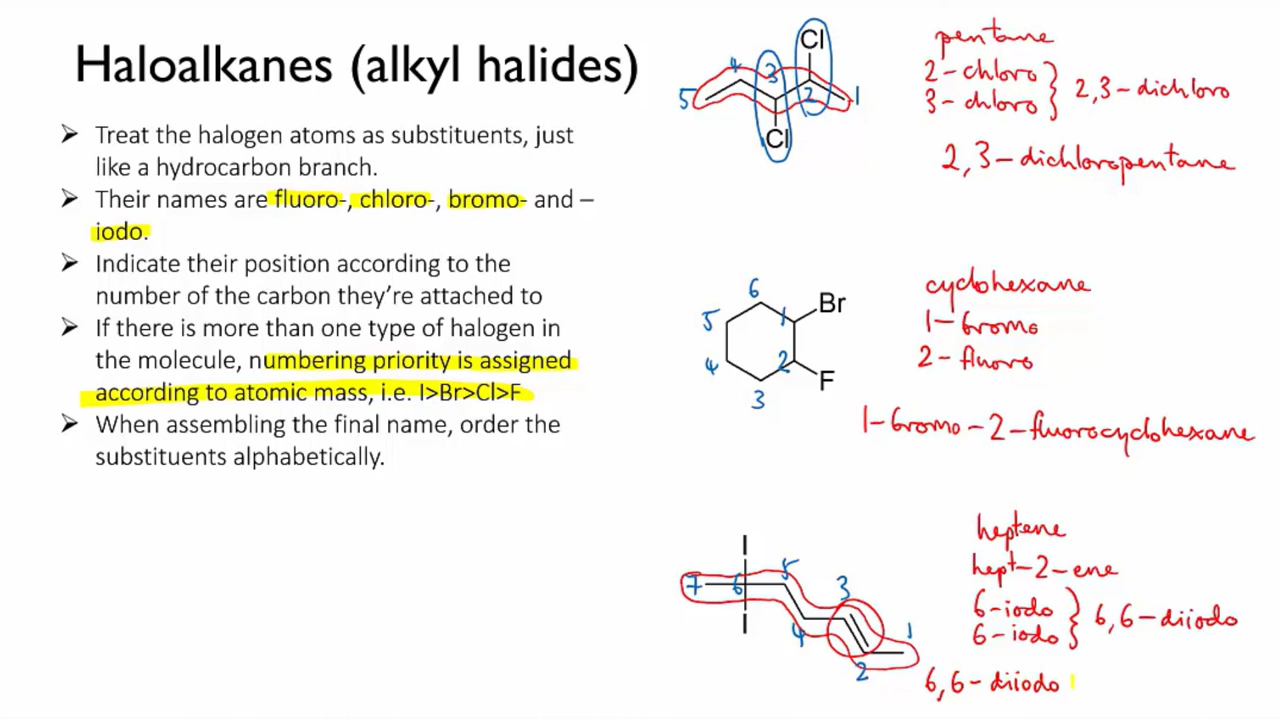 Haloalkanes (alkyl halides)
➤ Treat the halogen atoms as substituents, just
like a hydrocarbon branch.
➤ Their names are fluoro-, chloro-, bromo- and –
iodo.
➤ Indicate their position according to the
number of the carbon they're attached to
➤ If there is more than one type of halogen in
the molecule, numbering priority is assigned
according to atomic mass, i.e. I>Br>Cl>F
➤ When assembling the final name, order the
substituents alphabetically.
Cl
4 3
5 2 1
Cl
pentane
2-chloro
3-chloro
2,3-dichloro
2,3-dichloropentane
6 Br
5 1
4 2
F
3
cyclohexane
1-bromo
2-fluoro
1-bromo-2-fluorocyclohexane
I
7 6 5 3
I 4 1
2
heptene
hept-2-ene
6-iodo
6-iodo
6,6-diiodo
6,6-diiodo